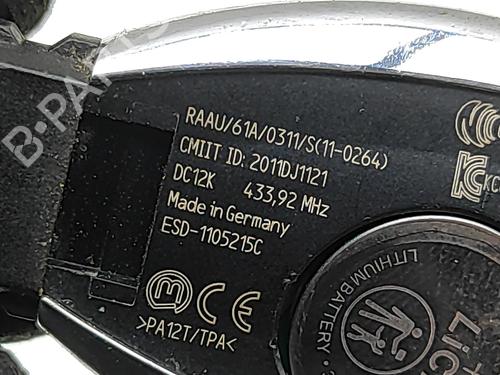 RAAU/61A/0311/S(11-0264)
CMIIT ID: 2011DJ1121
DC12K 433,92 MHz
Made in Germany
ESD-1105215C
CE
>PA12T/TPA<
LITHIUM BATTERY
B-PARTS